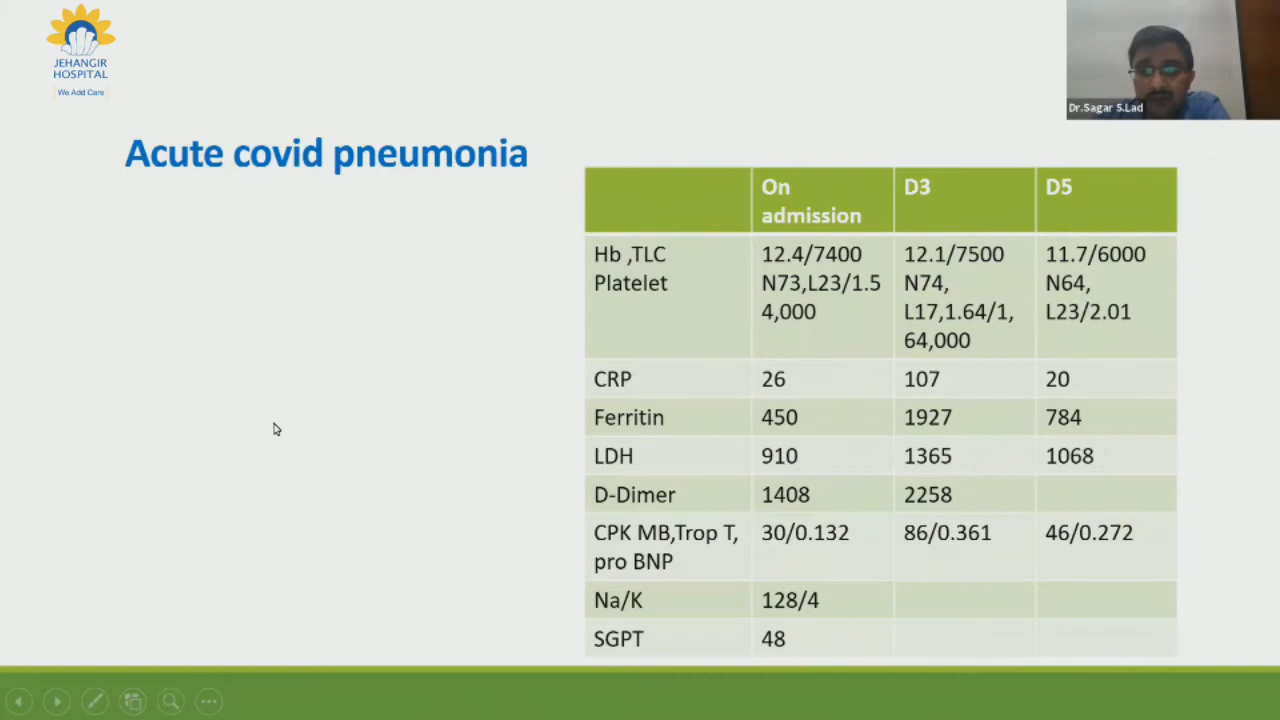 JEHANGIR
HOSPITAL
We Add Care
Dr.Sagar S.Lad
Acute covid pneumonia
On
admission
D3
D5
Hb ,TLC
Platelet
12.4/7400
N73,L23/1.5
4,000
12.1/7500
N74,
L17,1.64/1,
64,000
11.7/6000
N64,
L23/2.01
CRP
26
107
20
Ferritin
450
1927
784
LDH
910
1365
1068
D-Dimer
1408
2258
CPK MB,Trop T,
pro BNP
30/0.132
86/0.361
46/0.272
Na/K
128/4
SGPT
48